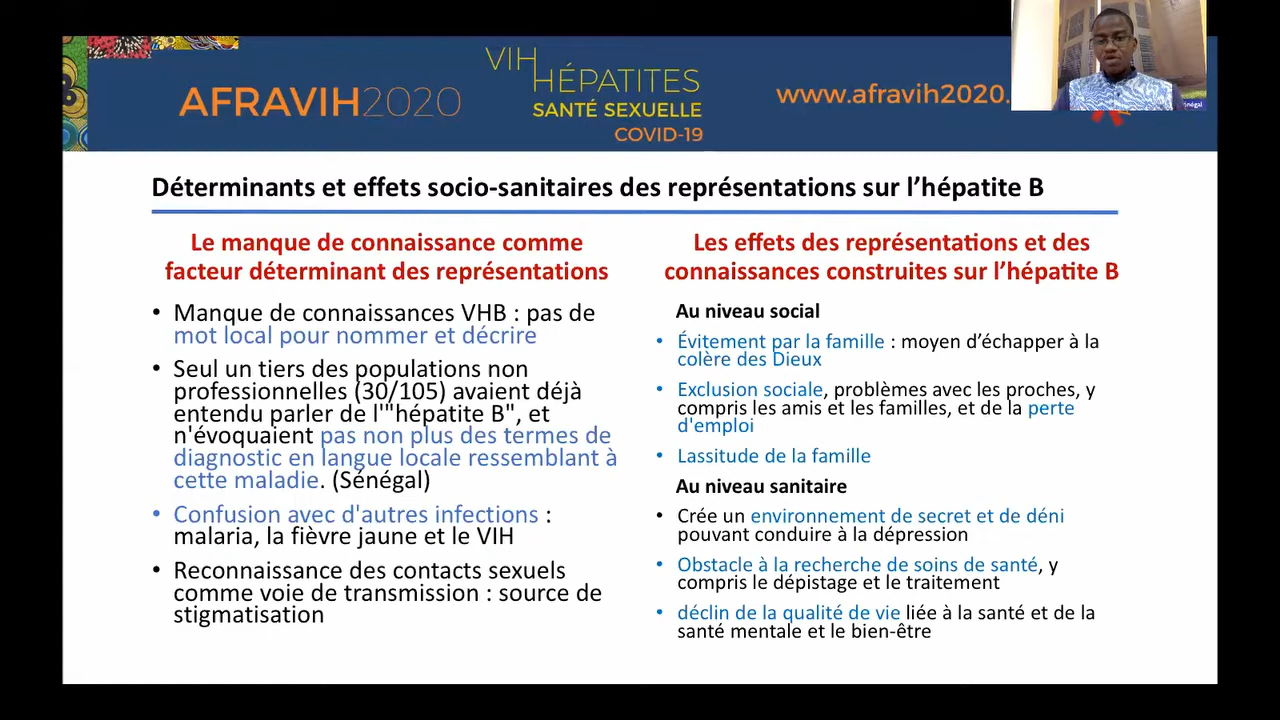 AFRAVIH2020
VIH
HÉPATITES
SANTÉ SEXUELLE
COVID-19
www.afravih2020.
Sénégal
Déterminants et effets socio-sanitaires des représentations sur l'hépatite B
Le manque de connaissance comme
facteur déterminant des représentations
• Manque de connaissances VHB : pas de
mot local pour nommer et décrire
• Seul un tiers des populations non
professionnelles (30/105) avaient déjà
entendu parler de l'"hépatite B", et
n'évoquaient pas non plus des termes de
diagnostic en langue locale ressemblant à
cette maladie. (Sénégal)
• Confusion avec d'autres infections :
malaria, la fièvre jaune et le VIH
• Reconnaissance des contacts sexuels
comme voie de transmission : source de
stigmatisation
Les effets des représentations et des
connaissances construites sur l'hépatite B
Au niveau social
• Évitement par la famille : moyen d'échapper à la
colère des Dieux
• Exclusion sociale, problèmes avec les proches, y
compris les amis et les familles, et de la perte
d'emploi
• Lassitude de la famille
Au niveau sanitaire
• Crée un environnement de secret et de déni
pouvant conduire à la dépression
• Obstacle à la recherche de soins de santé, y
compris le dépistage et le traitement
• déclin de la qualité de vie liée à la santé et de la
santé mentale et le bien-être